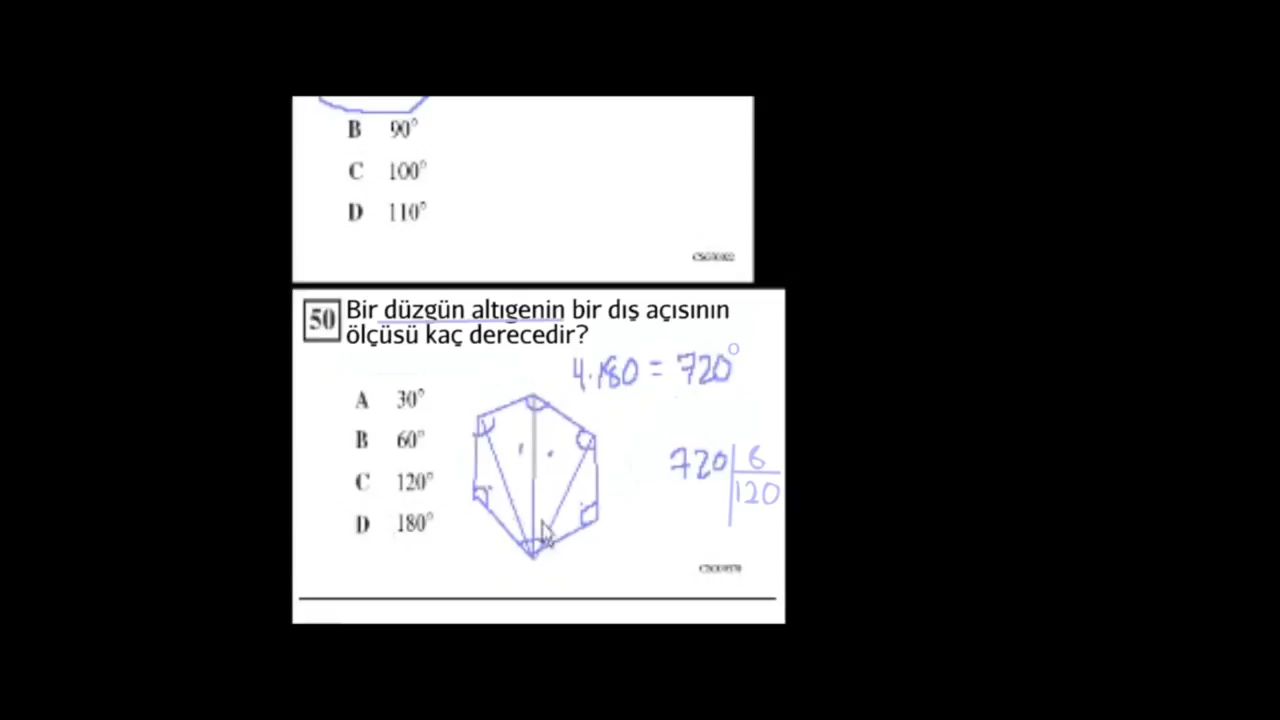 B 90°
C 100°
D 110°
50 Bir düzgün altıgenin bir dış açısının
ölçüsü kaç derecedir?
4.180 = 720°
A 30°
B 60°
C 120°
D 180°
720 6
120